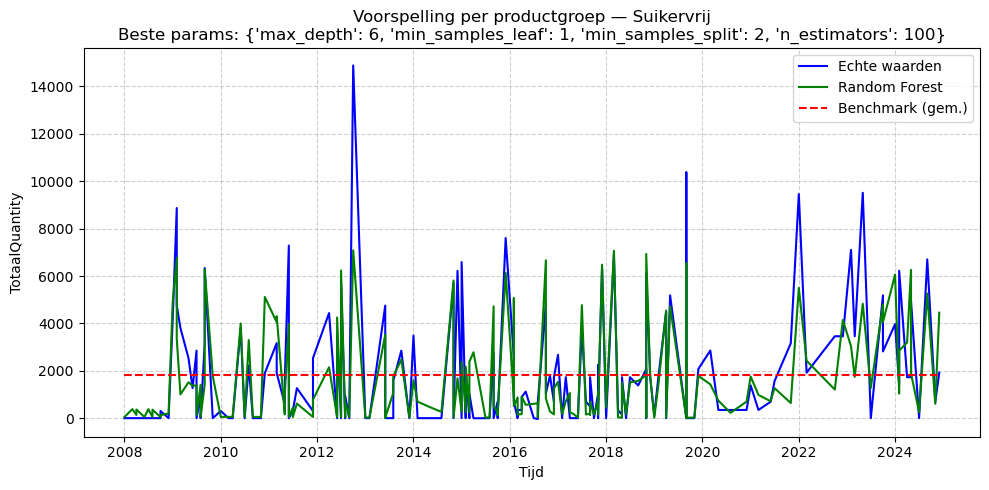 Voorspelling per productgroep — Suikervrij
Beste params: {'max_depth': 6, 'min_samples_leaf': 1, 'min_samples_split': 2, 'n_estimators': 100}
Echte waarden
Random Forest
Benchmark (gem.)
TotaalQuantity
14000
12000
10000
8000
6000
4000
2000
0
2008 2010 2012 2014 2016 2018 2020 2022 2024
Tijd